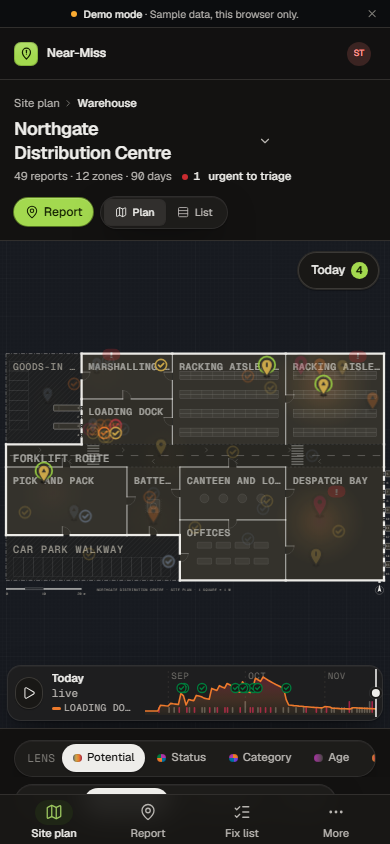 Demo mode · Sample data, this browser only.
Near-Miss
ST
Site plan > Warehouse
Northgate
Distribution Centre
49 reports · 12 zones · 90 days 1 urgent to triage
Report
Plan
List
Today 4
GOODS-IN …
MARSHALLING…
RACKING AISLE…
RACKING AISLE…
LOADING DOCK
FORKLIFT ROUTE
PICK AND PACK
BATTE…
CANTEEN AND LO…
DESPATCH BAY
OFFICES
CAR PARK WALKWAY
NORTHGATE DISTRIBUTION CENTRE
Today
live
LOADING DO…
SEP
OCT
NOV
LENS
Potential
Status
Category
Age
Site plan
Report
Fix list
More